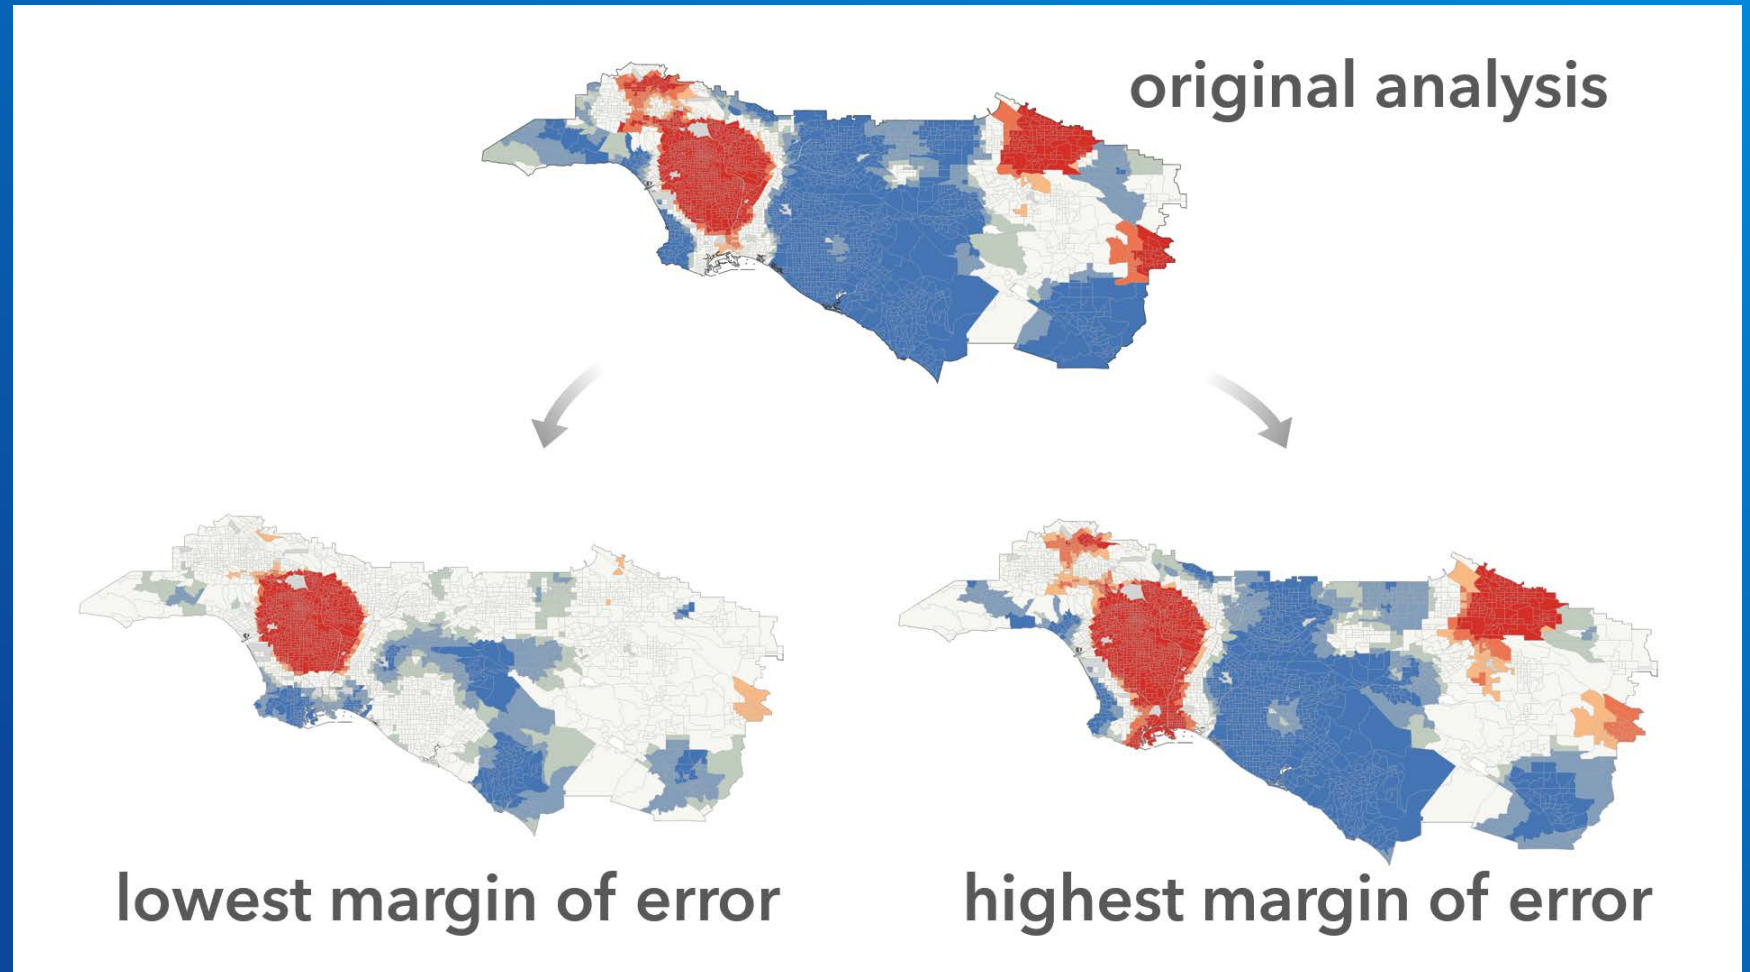 original analysis
lowest margin of error
highest margin of error